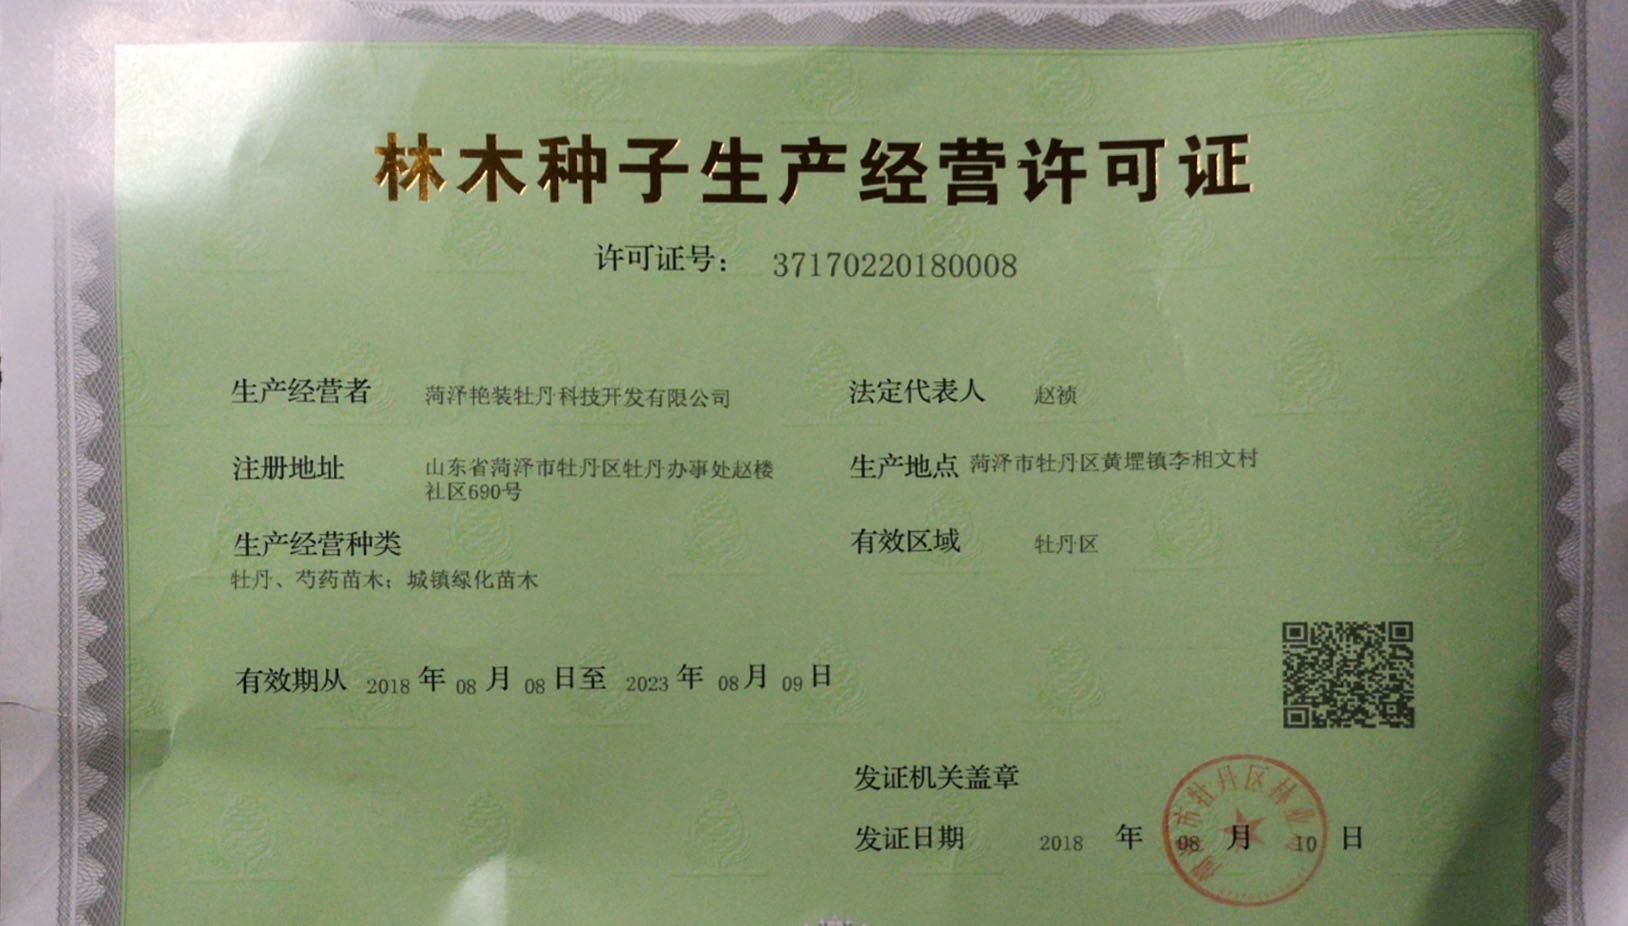 林木种子生产经营许可证
许可证号： 37170220180008
生产经营者 菏泽艳装牡丹科技开发有限公司 法定代表人 赵祯
注册地址 山东省菏泽市牡丹区牡丹办事处赵楼
社区690号
生产地点 菏泽市牡丹区黄堽镇李相文村
生产经营种类 有效区域 牡丹区
牡丹、芍药苗木；城镇绿化苗木
有效期从 2018 年 08 月 08 日至 2023 年 08 月 09 日
发证机关盖章
发证日期 2018 年 08 月 10 日
市牡丹区林业